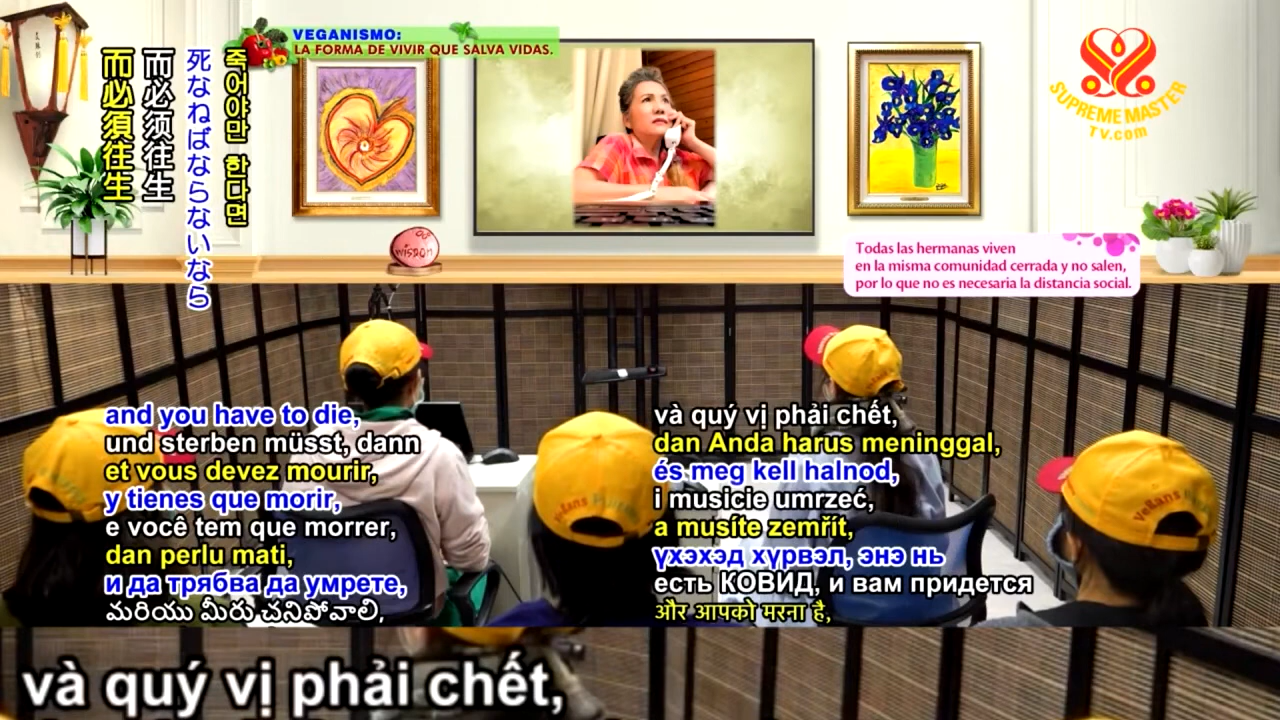 VEGANISMO:
LA FORMA DE VIVIR QUE SALVA VIDAS.
而必須往生
而必须往生
死なねばならないなら
죽어야만 한다면
SUPREME MASTER
TV.com
wisdom
Todas las hermanas viven
en la misma comunidad cerrada y no salen,
por lo que no es necesaria la distancia social.
and you have to die,
und sterben müsst, dann
et vous devez mourir,
y tienes que morir,
e você tem que morrer,
dan perlu mati,
и да трябва да умрете,
మరియు మీరు చనిపోవాలి,
và quý vị phải chết,
dan Anda harus meninggal,
és meg kell halnod,
i musicie umrzeć,
a musíte zemřít,
үхэхэд хүрвэл, энэ нь
есть КОВИД, и вам придется
और आपको मरना है,
Vegans
Vegans
và quý vị phải chết,